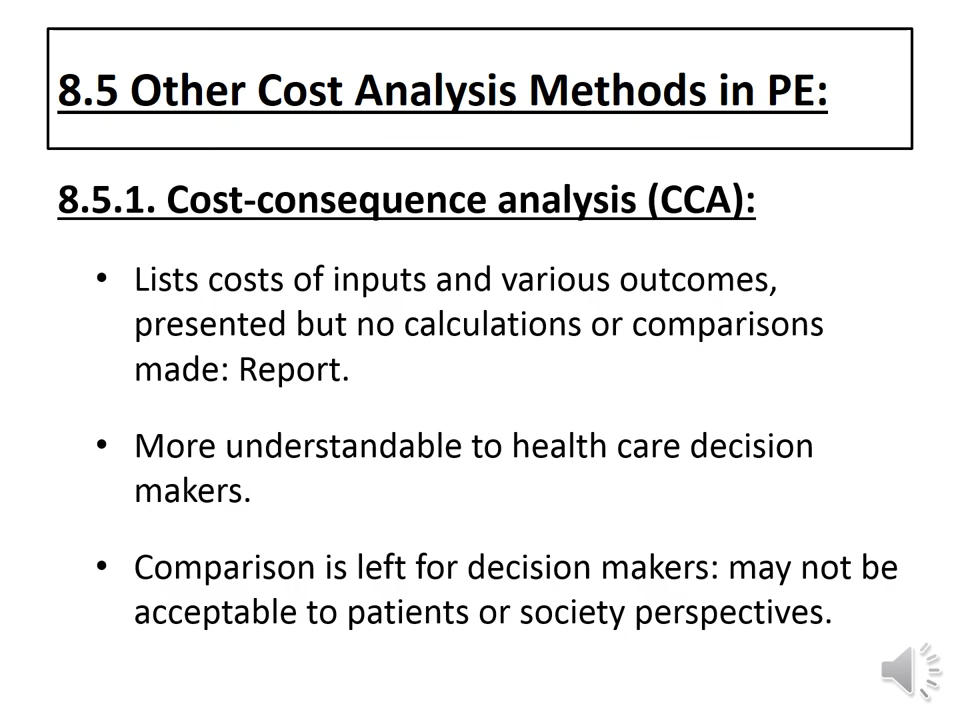 8.5 Other Cost Analysis Methods in PE:
8.5.1. Cost-consequence analysis (CCA):
• Lists costs of inputs and various outcomes,
presented but no calculations or comparisons
made: Report.
• More understandable to health care decision
makers.
• Comparison is left for decision makers: may not be
acceptable to patients or society perspectives.